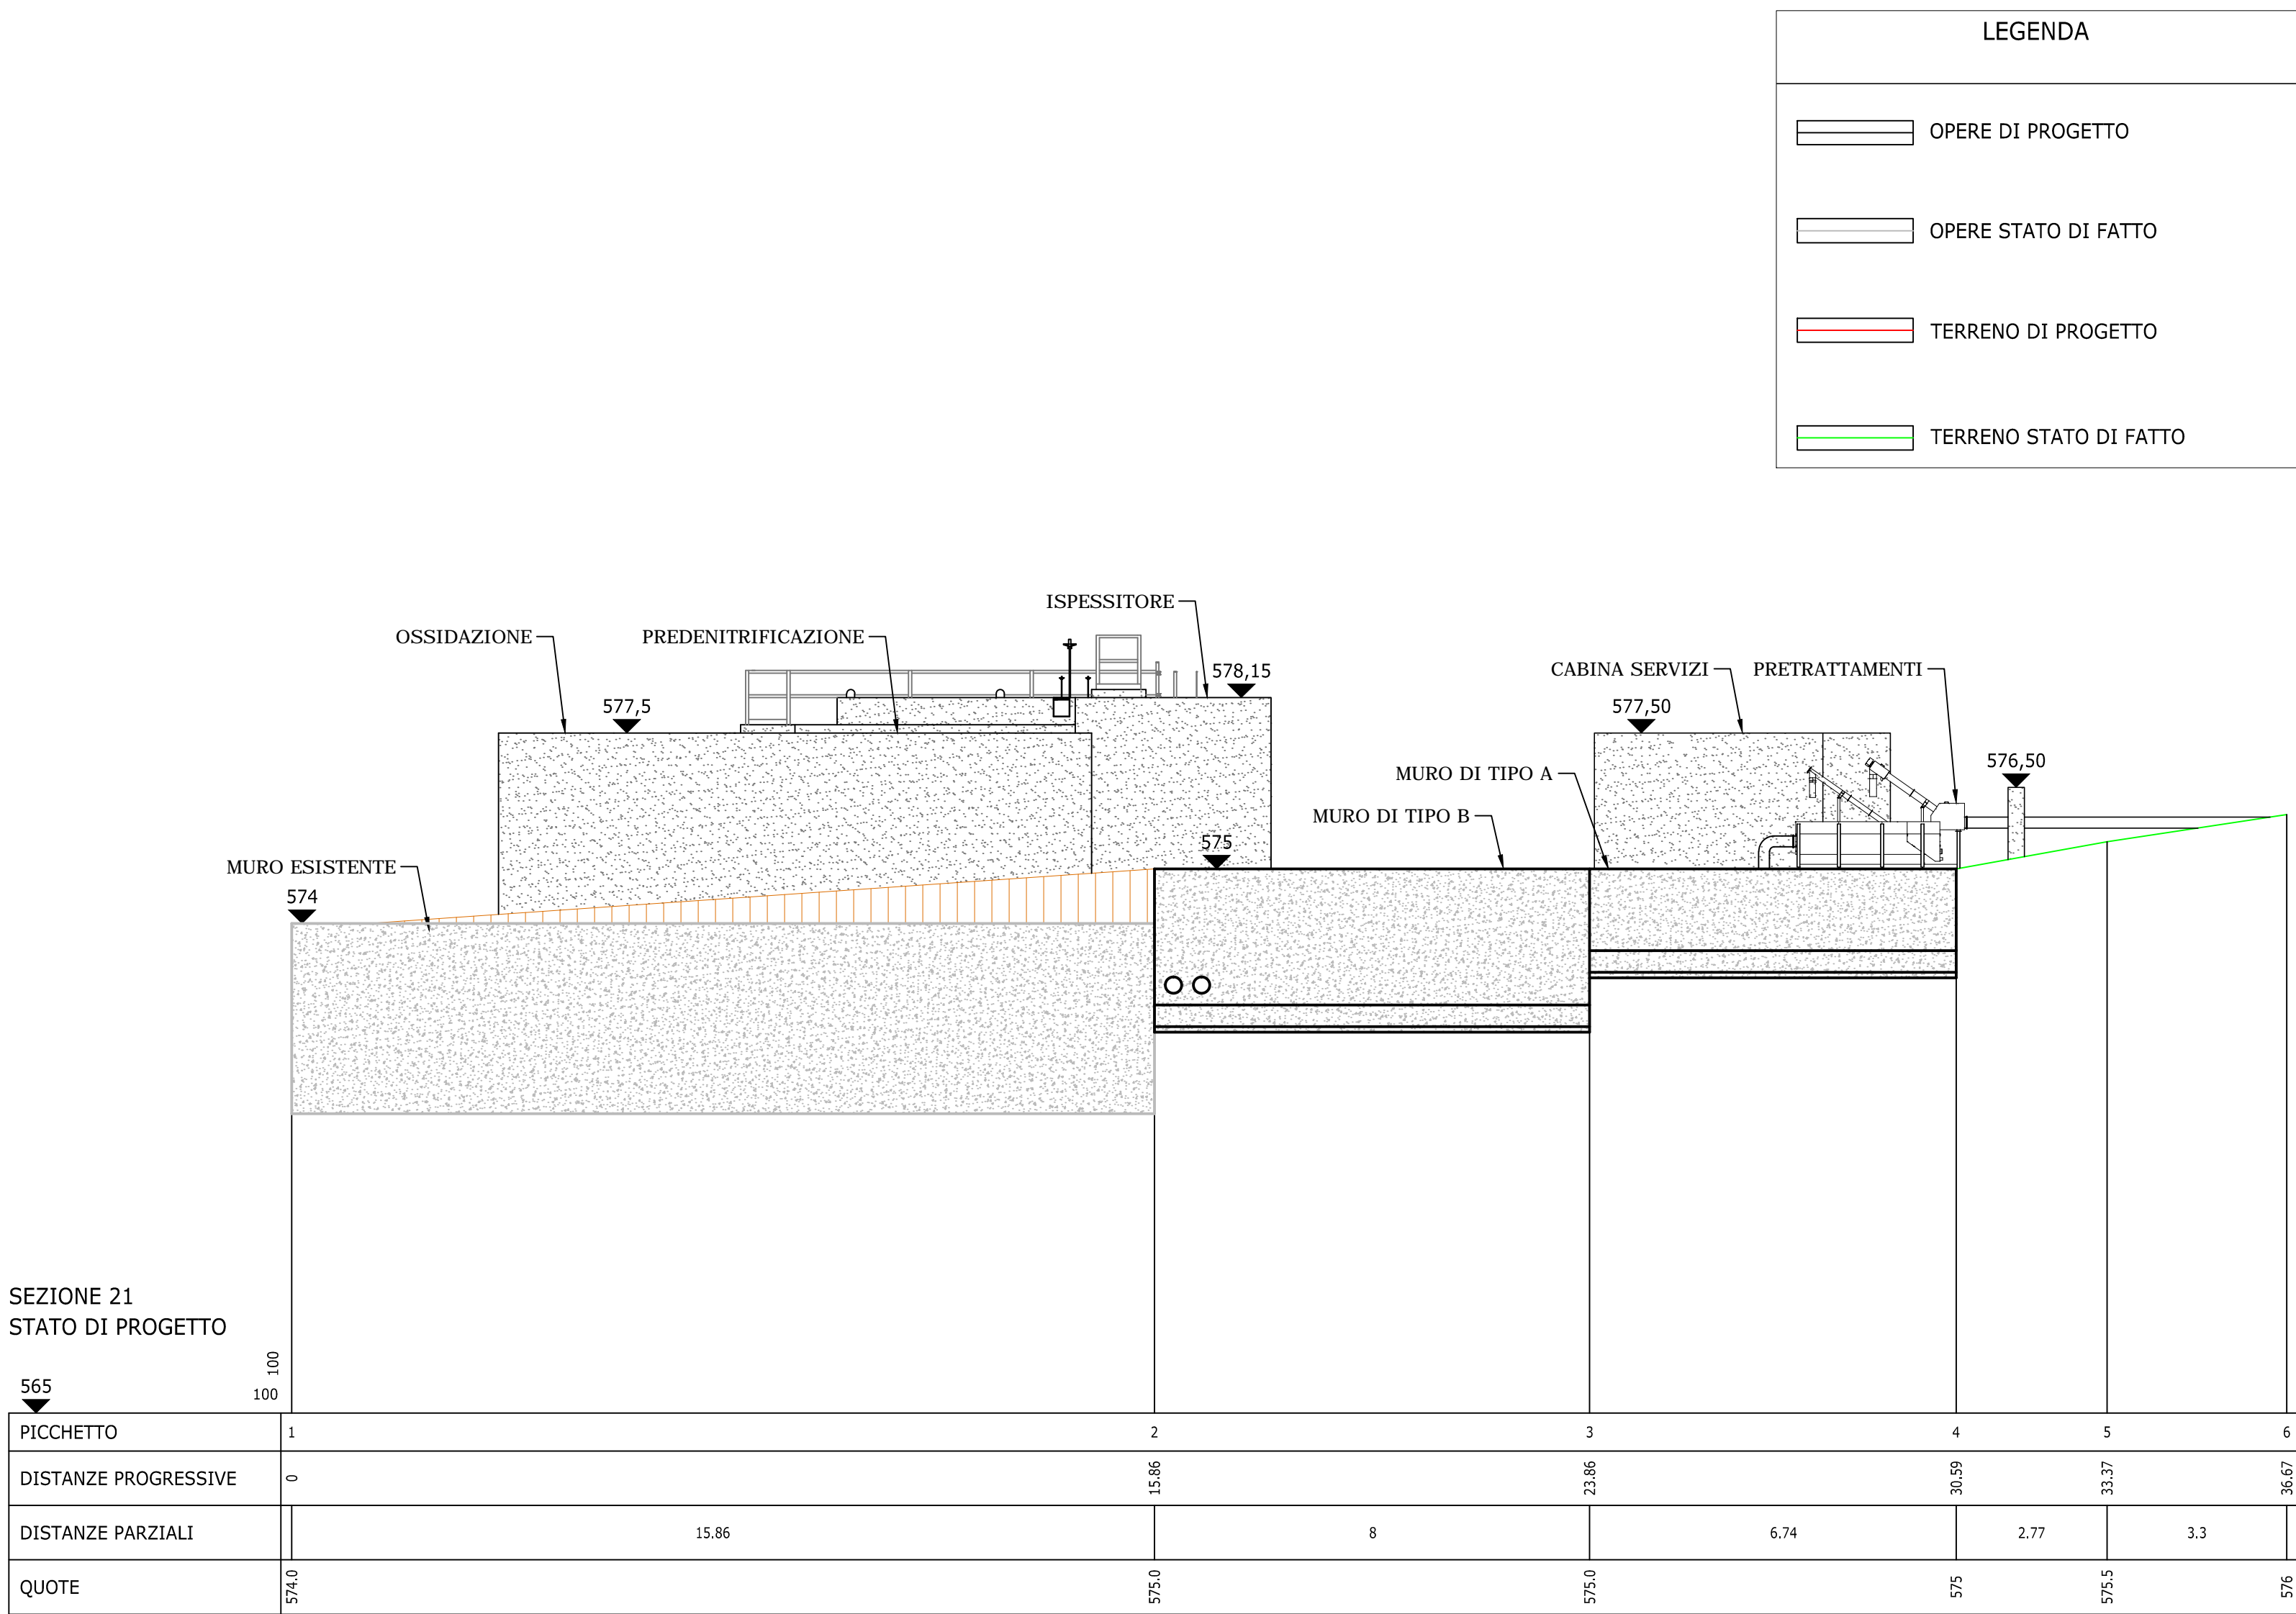 LEGENDA
OPERE DI PROGETTO
OPERE STATO DI FATTO
TERRENO DI PROGETTO
TERRENO STATO DI FATTO
ISPESSITORE
OSSIDAZIONE
PREDENITRIFICAZIONE
578,15
CABINA SERVIZI
PRETRATTAMENTI
577,5
577,50
576,50
MURO DI TIPO A
MURO DI TIPO B
575
MURO ESISTENTE
574
SEZIONE 21
STATO DI PROGETTO
100
100
565
PICCHETTO 1 2 3 4 5 6
DISTANZE PROGRESSIVE 0 15.86 23.86 30.59 33.37 36.67
DISTANZE PARZIALI 15.86 8 6.74 2.77 3.3
QUOTE 574.0 575.0 575.0 575 575.5 576